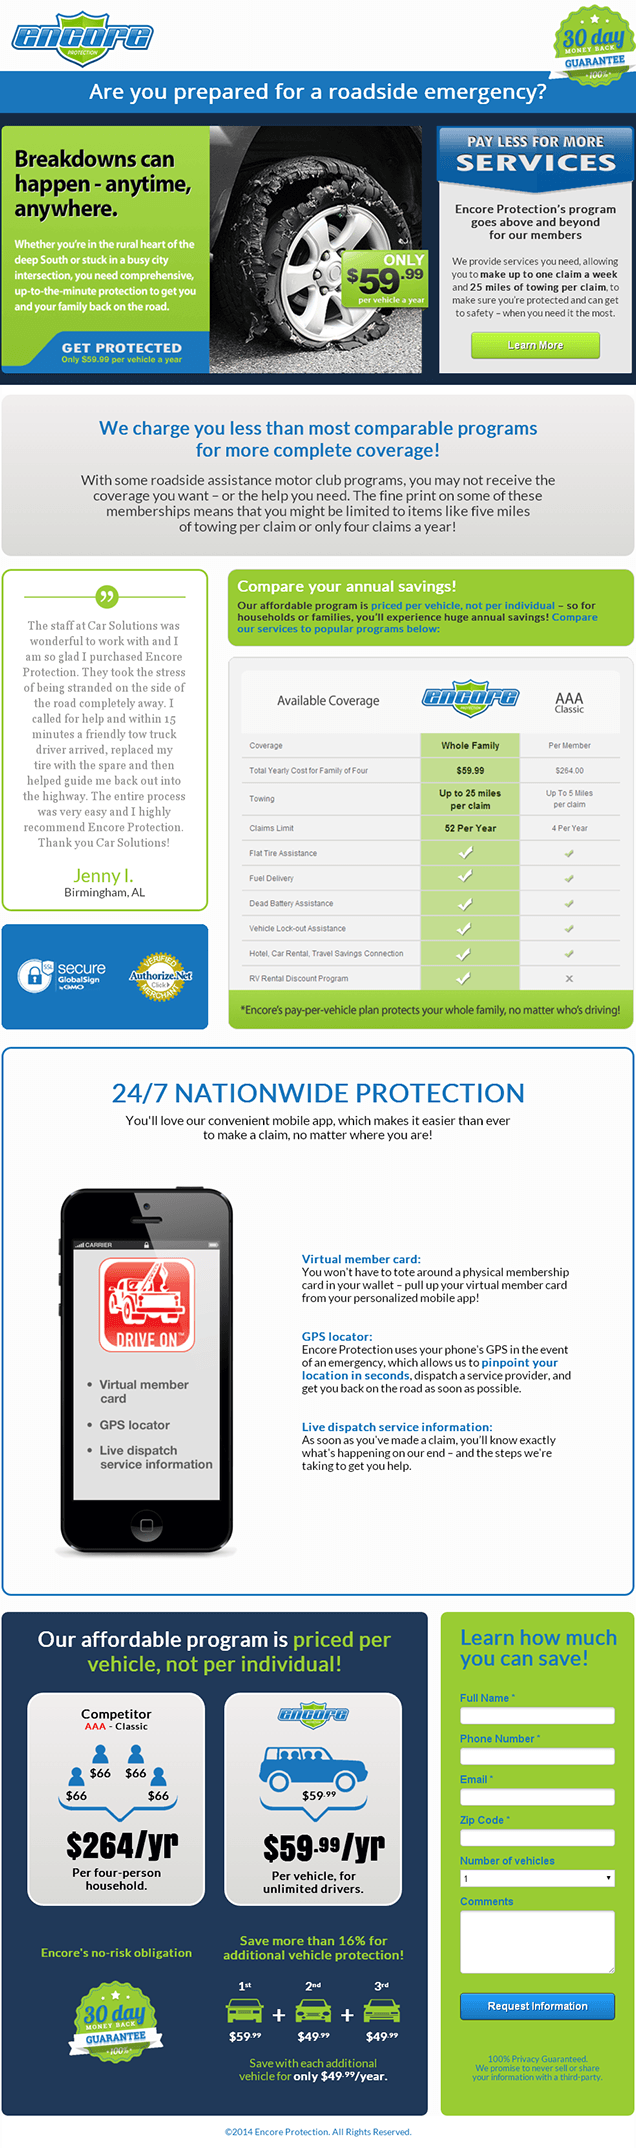 encore
PROTECTION
30 day
MONEY BACK
GUARANTEE
100%
Are you prepared for a roadside emergency?
Breakdowns can
happen - anytime,
anywhere.
Whether you're in the rural heart of the
deep South or stuck in a busy city
intersection, you need comprehensive,
up-to-the-minute protection to get you
and your family back on the road.
GET PROTECTED
Only $59.99 per vehicle a year
ONLY
$59.99
per vehicle a year
PAY LESS FOR MORE
SERVICES
Encore Protection's program
goes above and beyond
for our members
We provide services you need, allowing
you to make up to one claim a week
and 25 miles of towing per claim, to
make sure you're protected and can get
to safety – when you need it the most.
Learn More
We charge you less than most comparable programs
for more complete coverage!
With some roadside assistance motor club programs, you may not receive the
coverage you want – or the help you need. The fine print on some of these
memberships means that you might be limited to items like five miles
of towing per claim or only four claims a year!
The staff at Car Solutions was
wonderful to work with and I
am so glad I purchased Encore
Protection. They took the stress
of being stranded on the side of
the road completely away. I
called for help and within 15
minutes a friendly tow truck
driver arrived, replaced my
tire with the spare and then
helped guide me back out into
the highway. The entire process
was very easy and I highly
recommend Encore Protection.
Thank you Car Solutions!
Jenny I.
Birmingham, AL
SSL
secure
GlobalSign
by GMO
VERIFIED
Authorize.Net
Click
MERCHANT
Compare your annual savings!
Our affordable program is priced per vehicle, not per individual – so for
households or families, you'll experience huge annual savings! Compare
our services to popular programs below:
Available Coverage
encore
PROTECTION
AAA
Classic
Coverage Whole Family Per Member
Total Yearly Cost for Family of Four $59.99 $264.00
Towing Up to 25 miles per claim Up To 5 Miles per claim
Claims Limit 52 Per Year 4 Per Year
Flat Tire Assistance
Fuel Delivery
Dead Battery Assistance
Vehicle Lock-out Assistance
Hotel, Car Rental, Travel Savings Connection
RV Rental Discount Program
*Encore's pay-per-vehicle plan protects your whole family, no matter who's driving!
24/7 NATIONWIDE PROTECTION
You'll love our convenient mobile app, which makes it easier than ever
to make a claim, no matter where you are!
CARRIER
DRIVE ON™
• Virtual member
card
• GPS locator
• Live dispatch
service information
Virtual member card:
You won't have to tote around a physical membership
card in your wallet – pull up your virtual member card
from your personalized mobile app!
GPS locator:
Encore Protection uses your phone's GPS in the event
of an emergency, which allows us to pinpoint your
location in seconds, dispatch a service provider, and
get you back on the road as soon as possible.
Live dispatch service information:
As soon as you've made a claim, you'll know exactly
what's happening on our end – and the steps we're
taking to get you help.
Our affordable program is priced per
vehicle, not per individual!
Competitor
AAA - Classic
$66 $66
$66 $66
$264/yr
Per four-person
household.
encore
PROTECTION
$59.99
$59.99/yr
Per vehicle, for
unlimited drivers.
Encore's no-risk obligation
30 day
MONEY BACK
GUARANTEE
100%
Save more than 16% for
additional vehicle protection!
1st 2nd 3rd
+ +
$59.99 $49.99 $49.99
Save with each additional
vehicle for only $49.99/year.
Learn how much
you can save!
Full Name *
Phone Number *
Email *
Zip Code *
Number of vehicles
1
Comments
Request Information
100% Privacy Guaranteed.
We promise to never sell or share
your information with a third-party.
©2014 Encore Protection. All Rights Reserved.